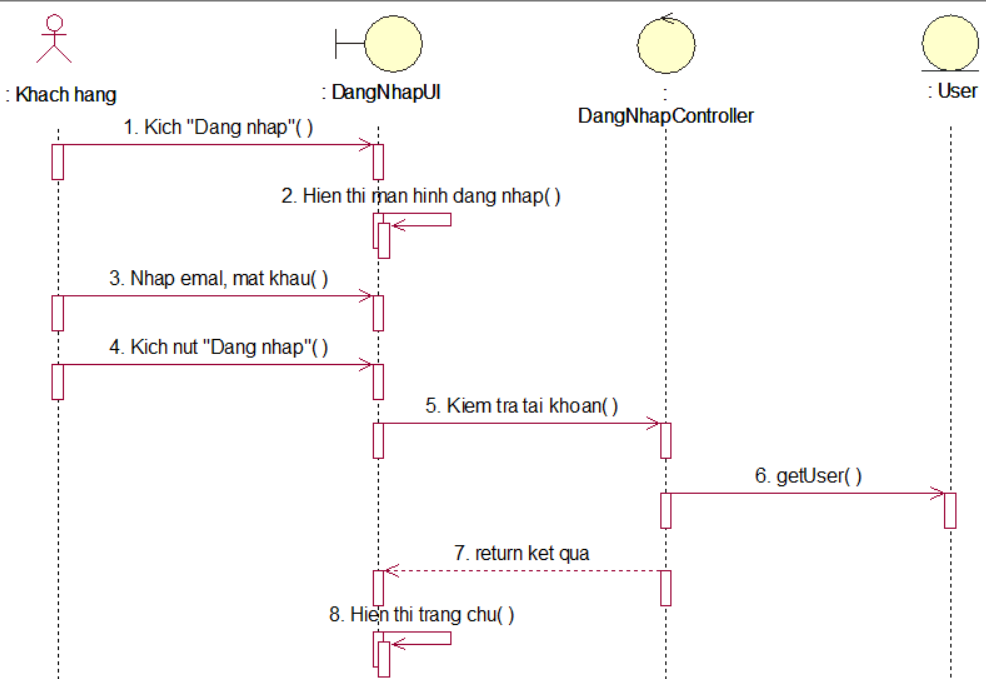 : Khach hang
: DangNhapUI
:
DangNhapController
: User
1. Kich "Dang nhap"( )
2. Hien thi man hinh dang nhap( )
3. Nhap emal, mat khau( )
4. Kich nut "Dang nhap"( )
5. Kiem tra tai khoan( )
6. getUser( )
7. return ket qua
8. Hien thi trang chu( )